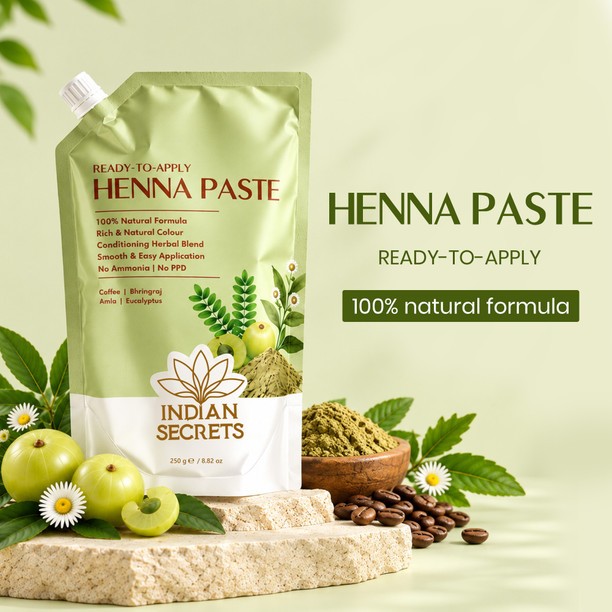 READY-TO-APPLY
HENNA PASTE
100% Natural Formula
Rich & Natural Colour
Conditioning Herbal Blend
Smooth & Easy Application
No Ammonia | No PPD
Coffee | Bhringraj
Amla | Eucalyptus
INDIAN
SECRETS
250 g ℮ / 8.82 oz
HENNA PASTE
READY-TO-APPLY
100% natural formula